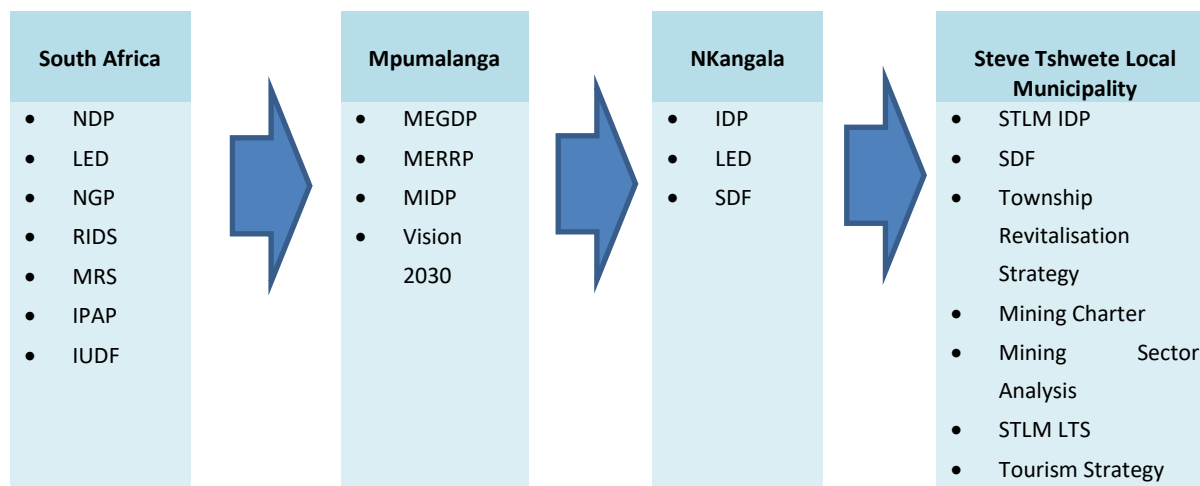 South Africa
• NDP
• LED
• NGP
• RIDS
• MRS
• IPAP
• IUDF
Mpumalanga
• MEGDP
• MERRP
• MIDP
• Vision
2030
NKangala
• IDP
• LED
• SDF
Steve Tshwete Local
Municipality
• STLM IDP
• SDF
• Township
Revitalisation
Strategy
• Mining Charter
• Mining Sector
Analysis
• STLM LTS
• Tourism Strategy